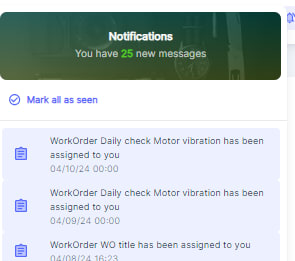 Notifications
You have 25 new messages
Mark all as seen
WorkOrder Daily check Motor vibration has been
assigned to you
04/10/24 00:00
WorkOrder Daily check Motor vibration has been
assigned to you
04/09/24 00:00
WorkOrder WO title has been assigned to you
04/08/24 16:23